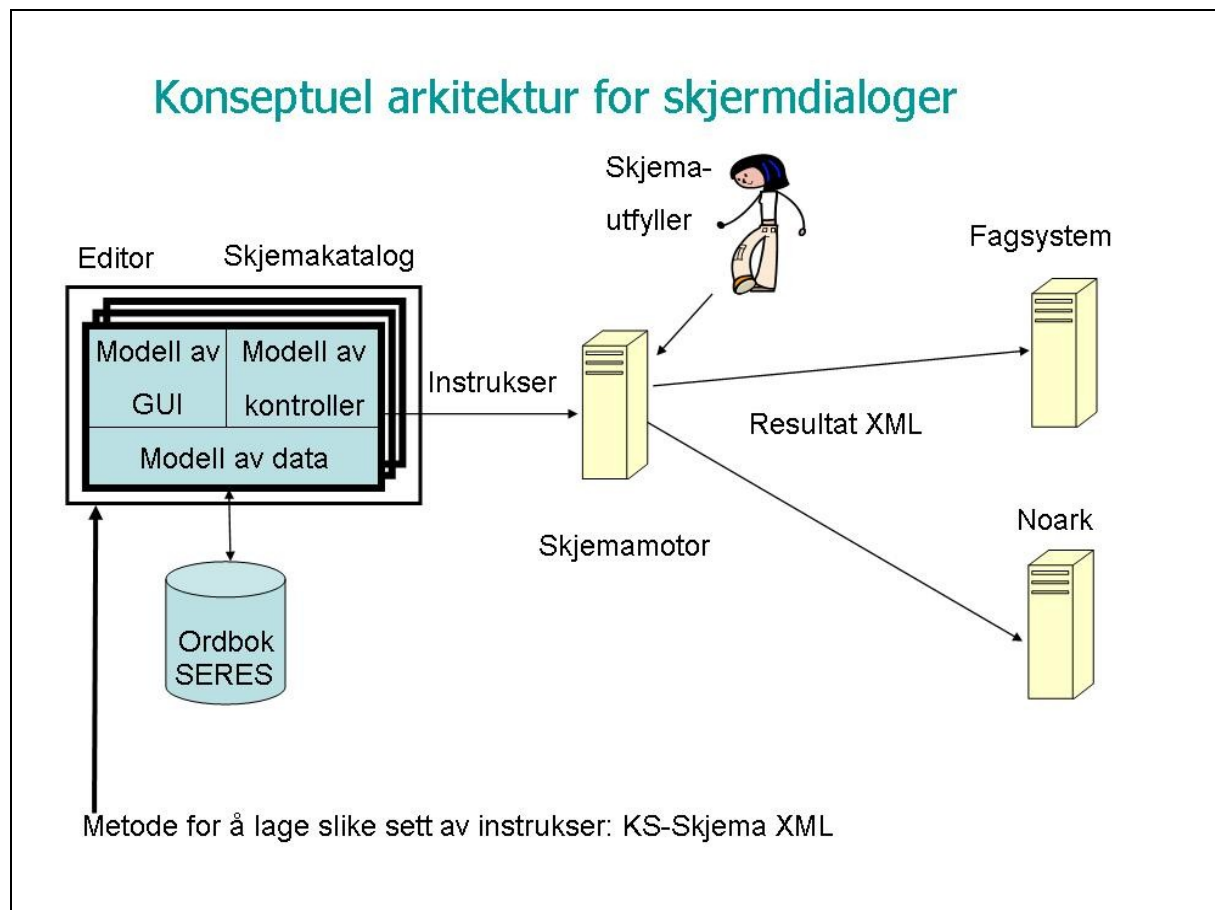 Konseptuel arkitektur for skjermdialoger
Skjema-
utfyller
Fagsystem
Editor
Skjemakatalog
Modell av
GUI
Modell av
kontroller
Instrukser
Modell av data
Resultat XML
Skjemamotor
Noark
Ordbok
SERES
Metode for å lage slike sett av instrukser: KS-Skjema XML